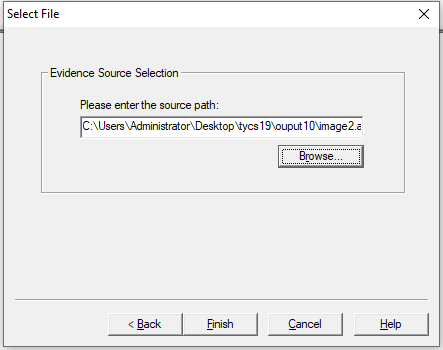 Select File
Evidence Source Selection
Please enter the source path:
C:\Users\Administrator\Desktop\tycs19\ouput10\image2.a
Browse...
< Back
Finish
Cancel
Help